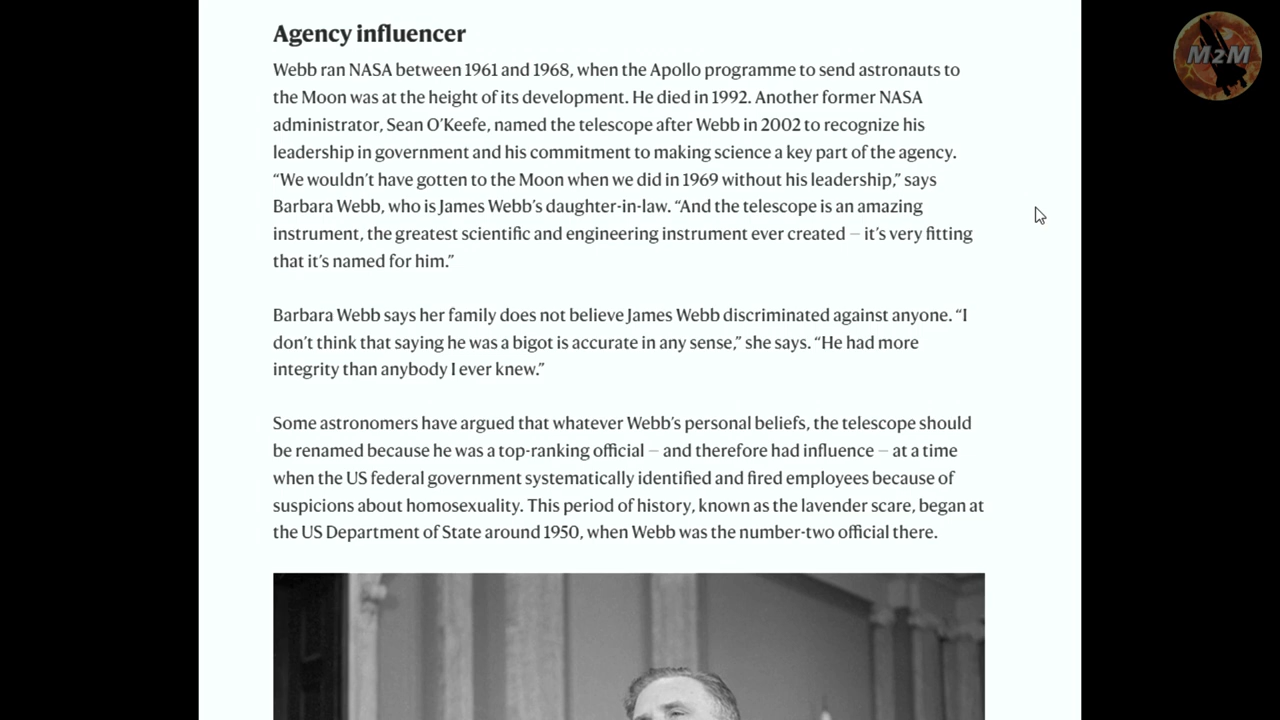 Agency influencer
Webb ran NASA between 1961 and 1968, when the Apollo programme to send astronauts to
the Moon was at the height of its development. He died in 1992. Another former NASA
administrator, Sean O’Keefe, named the telescope after Webb in 2002 to recognize his
leadership in government and his commitment to making science a key part of the agency.
“We wouldn’t have gotten to the Moon when we did in 1969 without his leadership,” says
Barbara Webb, who is James Webb’s daughter-in-law. “And the telescope is an amazing
instrument, the greatest scientific and engineering instrument ever created – it’s very fitting
that it’s named for him.”
Barbara Webb says her family does not believe James Webb discriminated against anyone. “I
don’t think that saying he was a bigot is accurate in any sense,” she says. “He had more
integrity than anybody I ever knew.”
Some astronomers have argued that whatever Webb’s personal beliefs, the telescope should
be renamed because he was a top-ranking official – and therefore had influence – at a time
when the US federal government systematically identified and fired employees because of
suspicions about homosexuality. This period of history, known as the lavender scare, began at
the US Department of State around 1950, when Webb was the number-two official there.
M2M